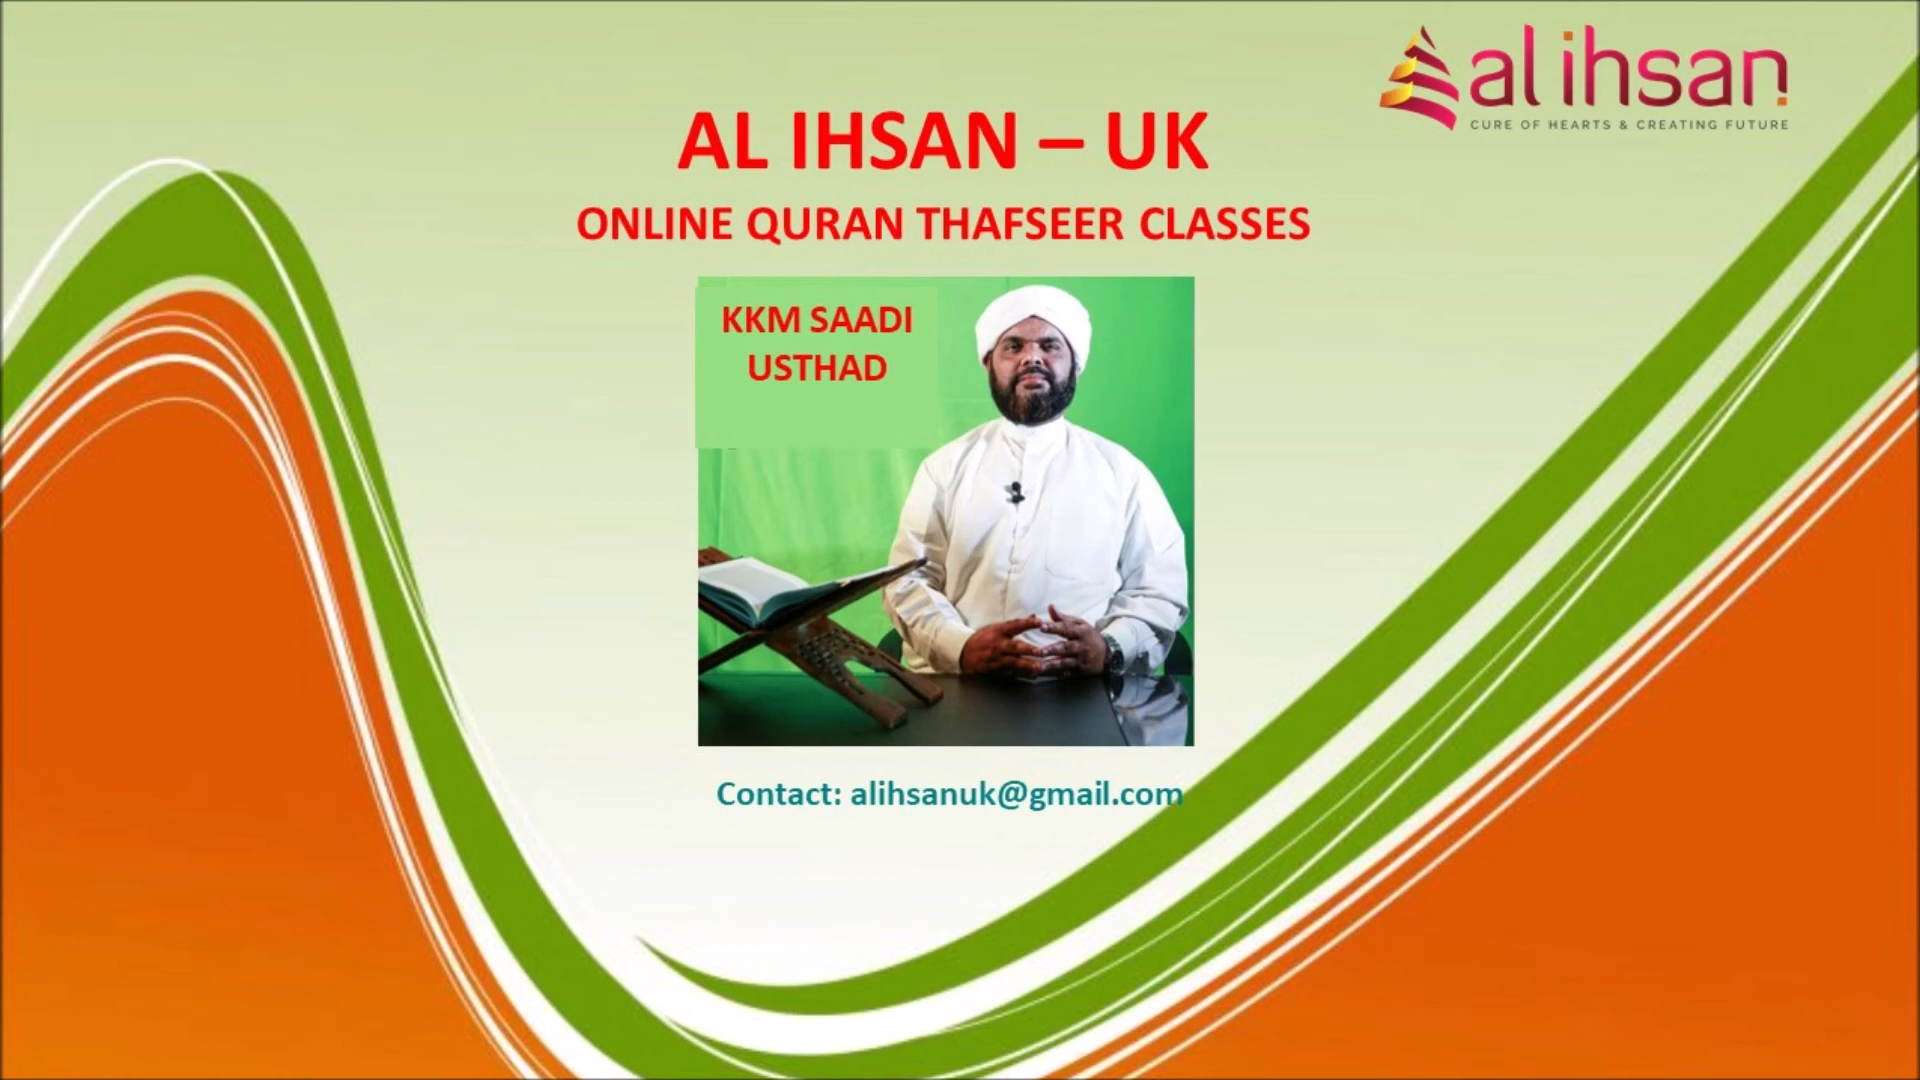 al ihsan
CURE OF HEARTS & CREATING FUTURE
AL IHSAN – UK
ONLINE QURAN THAFSEER CLASSES
KKM SAADI
USTHAD
Contact: alihsanuk@gmail.com